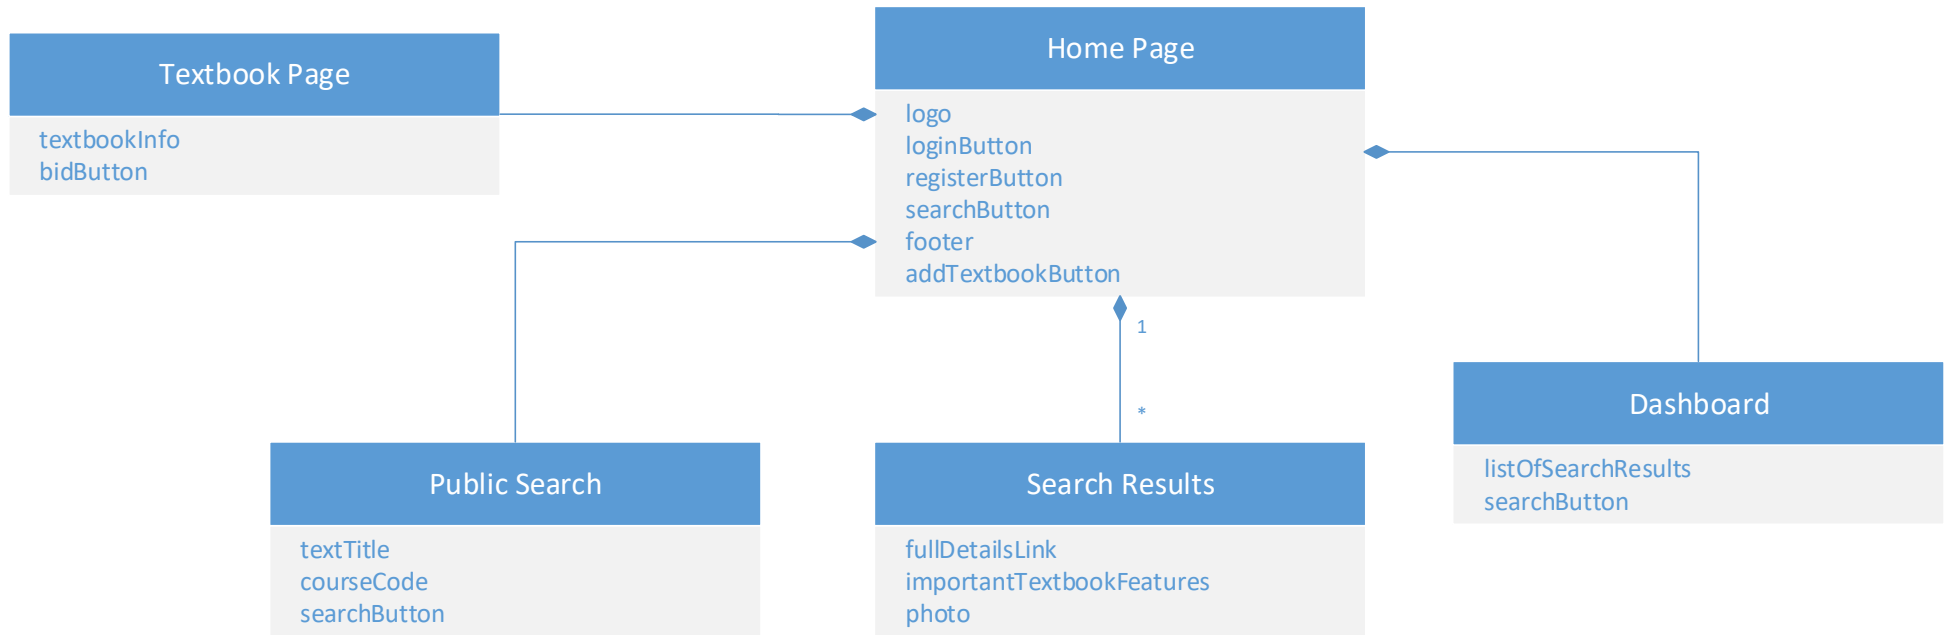 Textbook Page
textbookInfo
bidButton
Home Page
logo
loginButton
registerButton
searchButton
footer
addTextbookButton
1
*
Public Search
textTitle
courseCode
searchButton
Search Results
fullDetailsLink
importantTextbookFeatures
photo
Dashboard
listOfSearchResults
searchButton